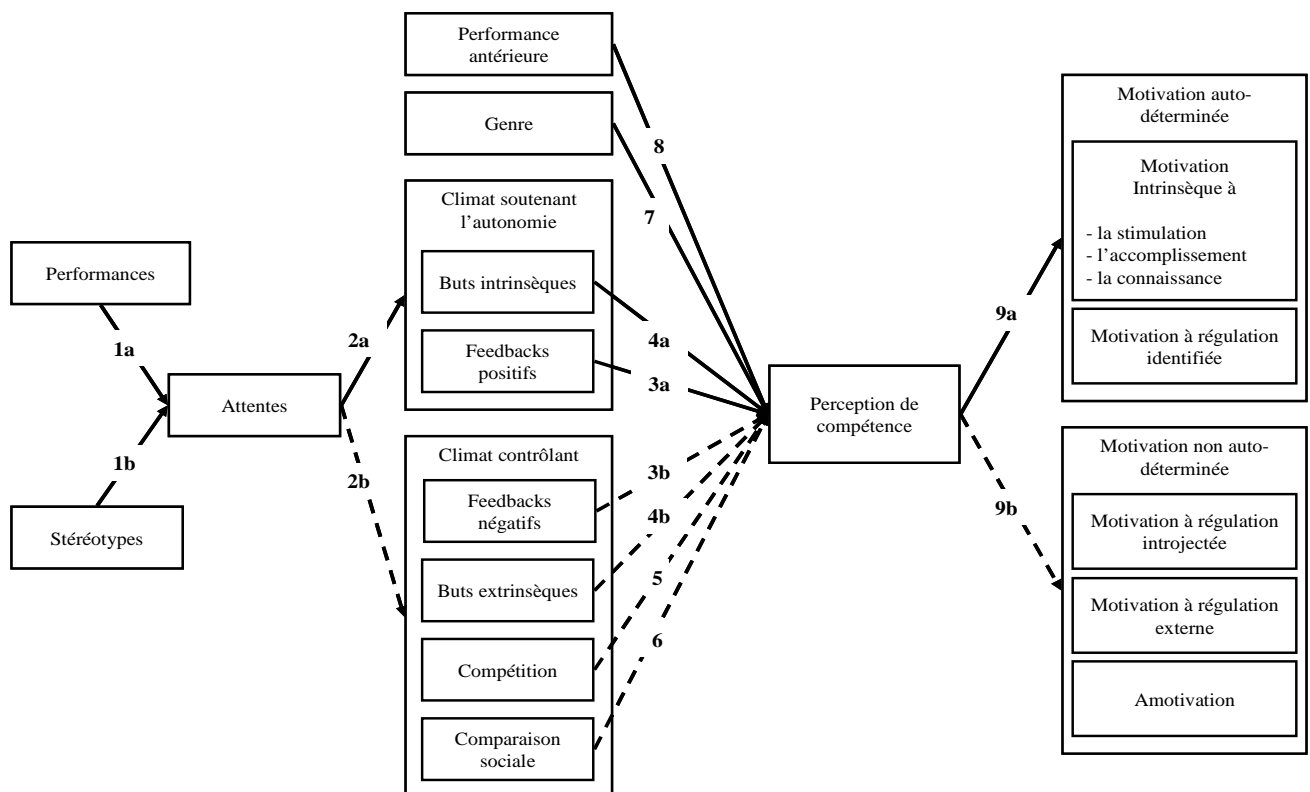 Performance
antérieure
Genre
Climat soutenant
l’autonomie
Buts intrinsèques
Feedbacks
positifs
Performances
1a
Attentes
1b
Stéréotypes
2a
2b
Climat contrôlant
Feedbacks
négatifs
Buts extrinsèques
Compétition
Comparaison
sociale
8
7
4a
3a
3b
4b
5
6
Perception de
compétence
9a
9b
Motivation auto-
déterminée
Motivation
Intrinsèque à
- la stimulation
- l’accomplissement
- la connaissance
Motivation à régulation
identifiée
Motivation non auto-
déterminée
Motivation à régulation
introjectée
Motivation à régulation
externe
Amotivation